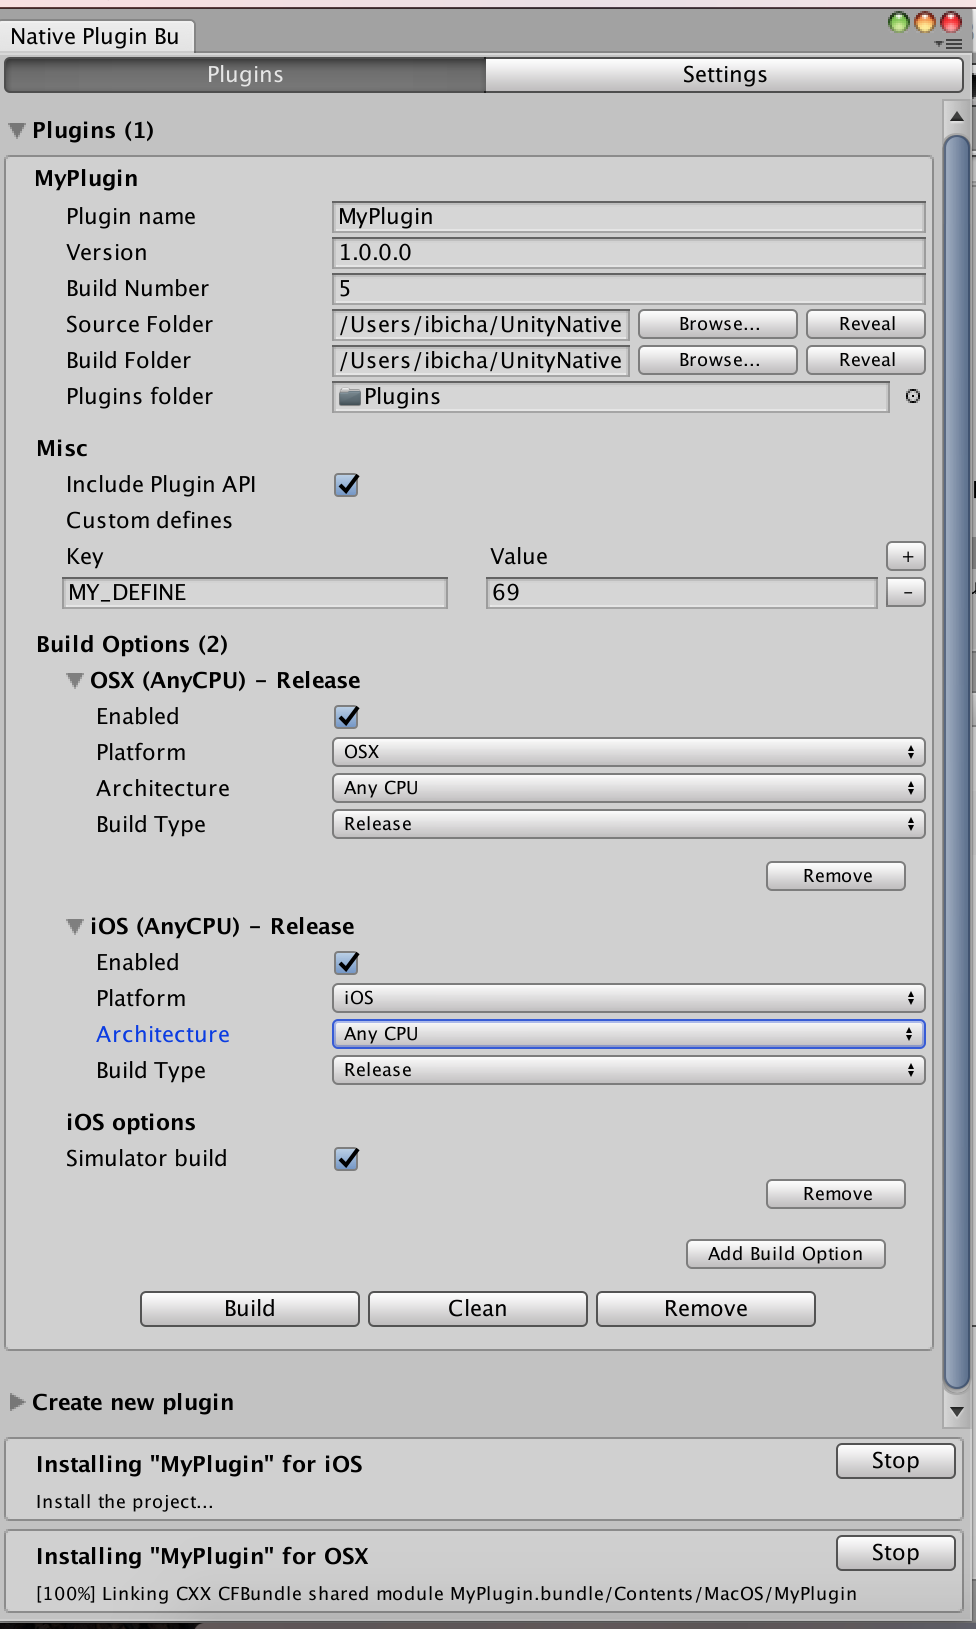 Native Plugin Bu
Plugins Settings
Plugins (1)
MyPlugin
Plugin name MyPlugin
Version 1.0.0.0
Build Number 5
Source Folder /Users/ibicha/UnityNative Browse... Reveal
Build Folder /Users/ibicha/UnityNative Browse... Reveal
Plugins folder Plugins
Misc
Include Plugin API
Custom defines
Key Value +
MY_DEFINE 69 -
Build Options (2)
OSX (AnyCPU) - Release
Enabled
Platform OSX
Architecture Any CPU
Build Type Release
Remove
iOS (AnyCPU) - Release
Enabled
Platform iOS
Architecture Any CPU
Build Type Release
iOS options
Simulator build
Remove
Add Build Option
Build Clean Remove
Create new plugin
Installing "MyPlugin" for iOS Stop
Install the project...
Installing "MyPlugin" for OSX Stop
[100%] Linking CXX CFBundle shared module MyPlugin.bundle/Contents/MacOS/MyPlugin